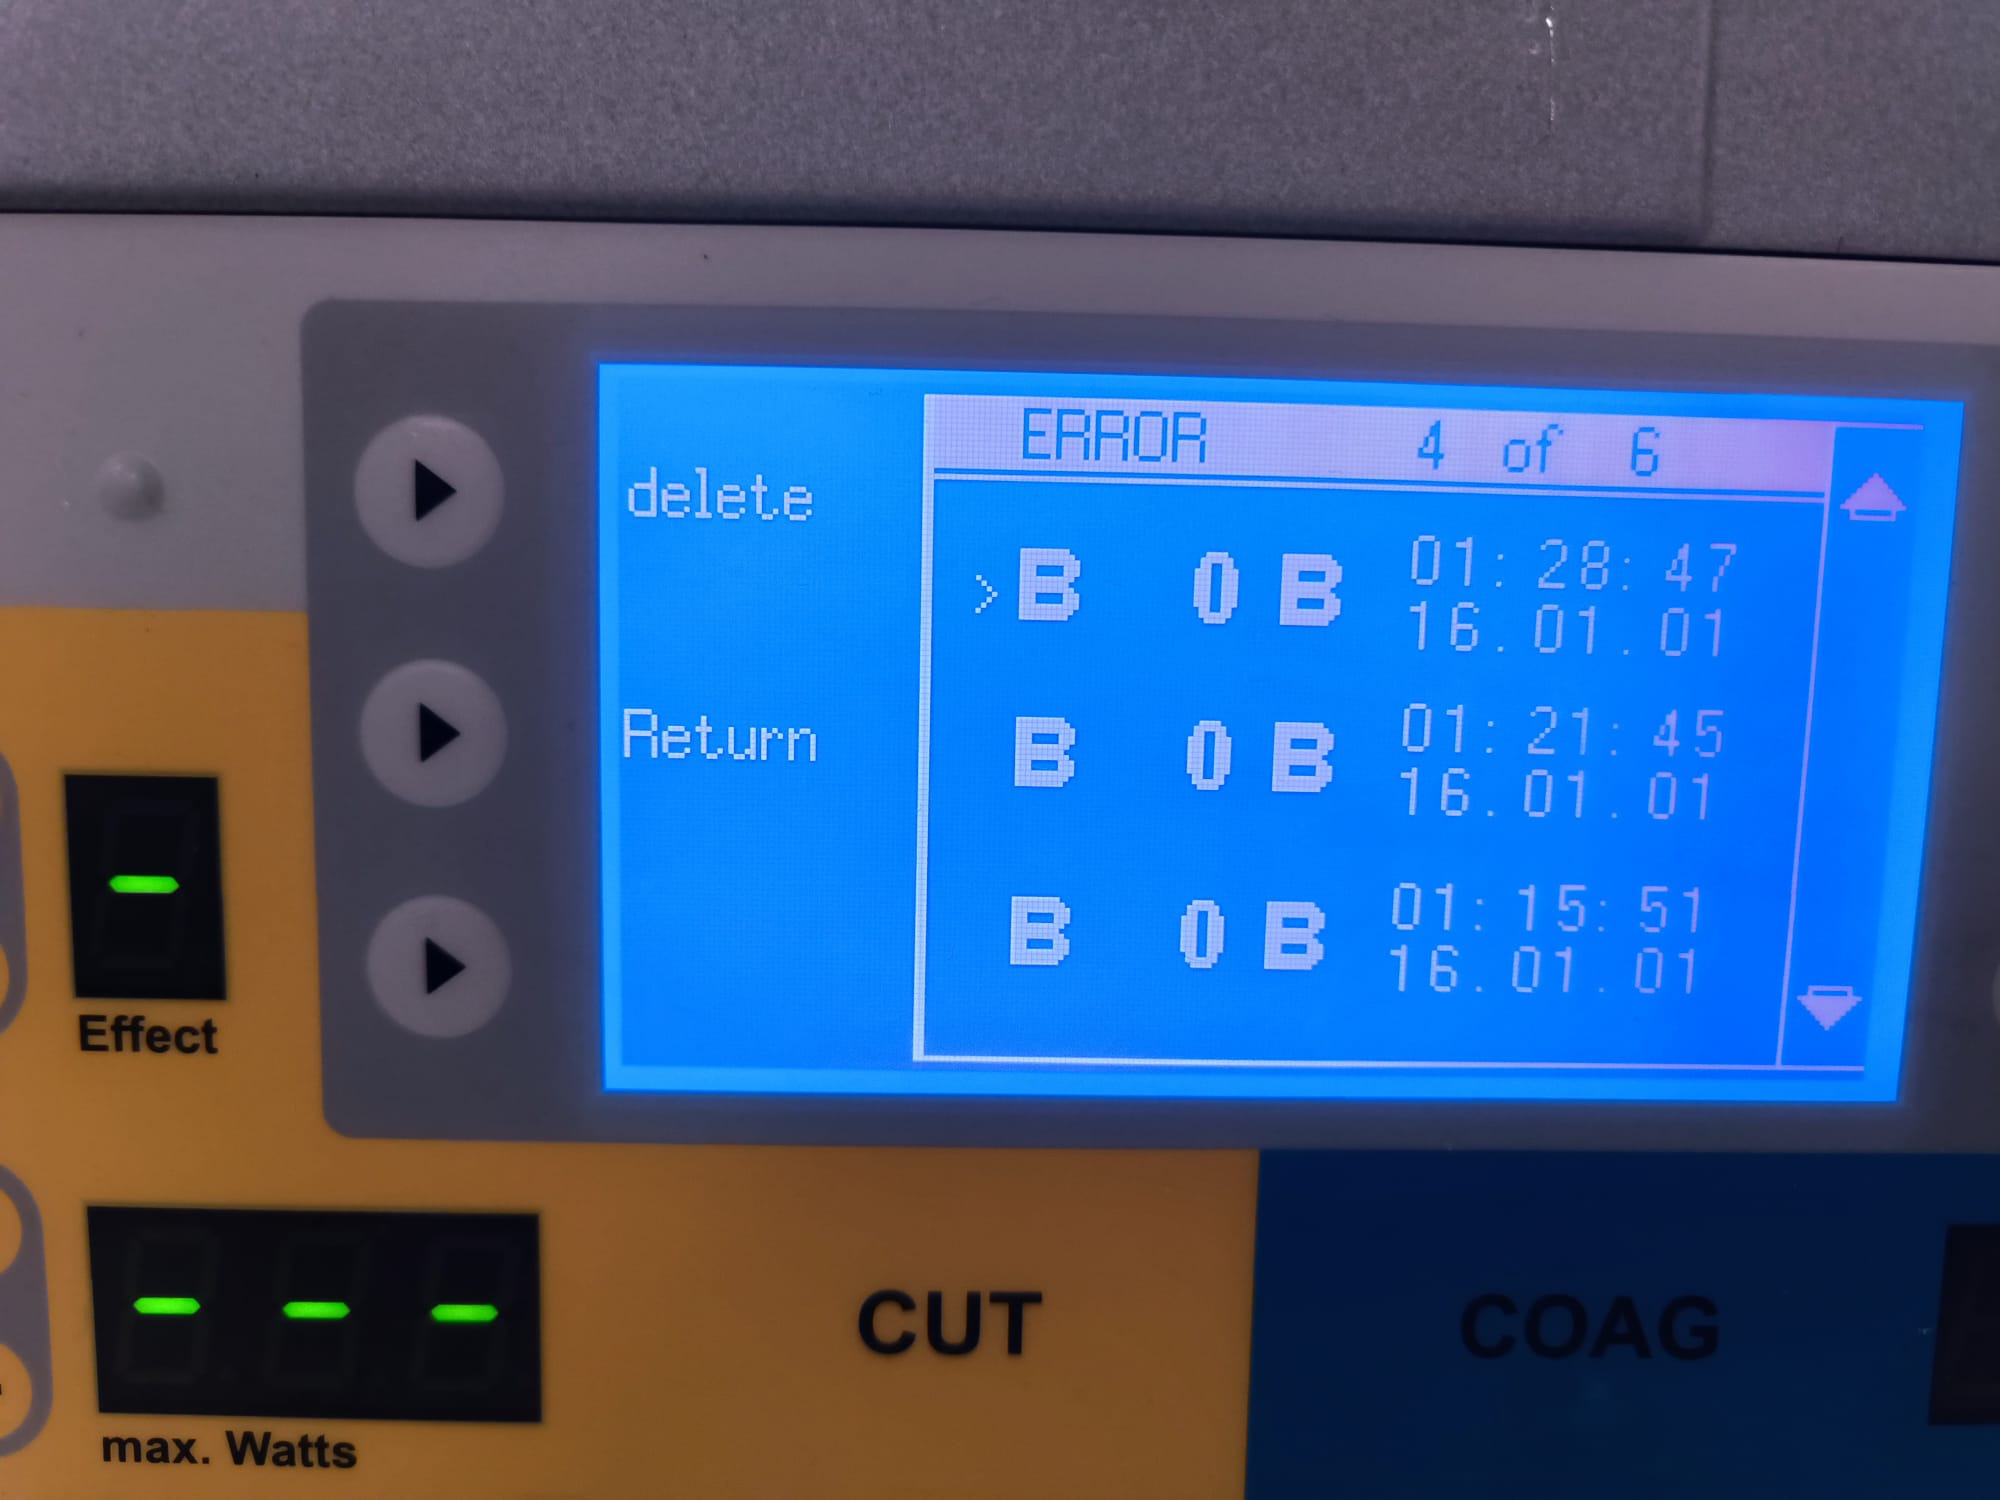 ERROR 4 of 6
delete
>B 0 B 01:28:47
16.01.01
Return
B 0 B 01:21:45
16.01.01
B 0 B 01:15:51
16.01.01
-
Effect
- - -
max. Watts
CUT
COAG